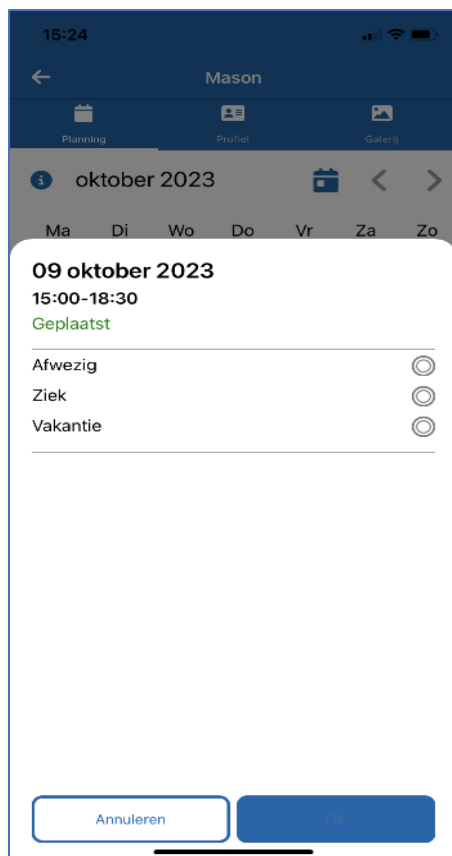 15:24
Mason
Planning Profiel Galerij
oktober 2023
Ma Di Wo Do Vr Za Zo
09 oktober 2023
15:00-18:30
Geplaatst
Afwezig
Ziek
Vakantie
Annuleren OK